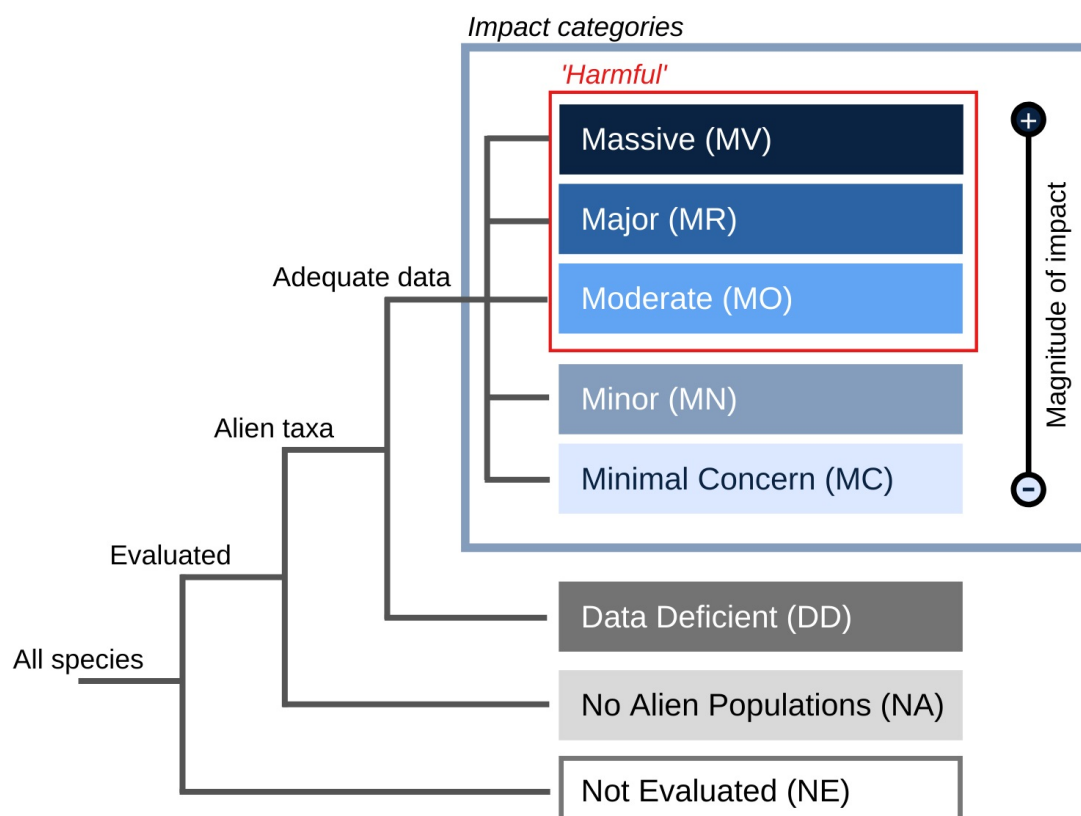 Impact categories
'Harmful'
Massive (MV)
+
Major (MR)
Adequate data
Moderate (MO)
Magnitude of impact
Minor (MN)
Alien taxa
Minimal Concern (MC)
-
Evaluated
Data Deficient (DD)
All species
No Alien Populations (NA)
Not Evaluated (NE)